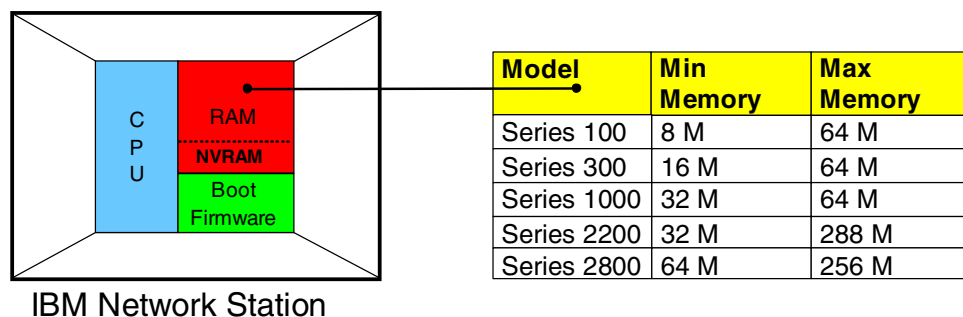 C
P
U
RAM
NVRAM
Boot
Firmware
IBM Network Station
Model Min Memory Max Memory
Series 100 8 M 64 M
Series 300 16 M 64 M
Series 1000 32 M 64 M
Series 2200 32 M 288 M
Series 2800 64 M 256 M